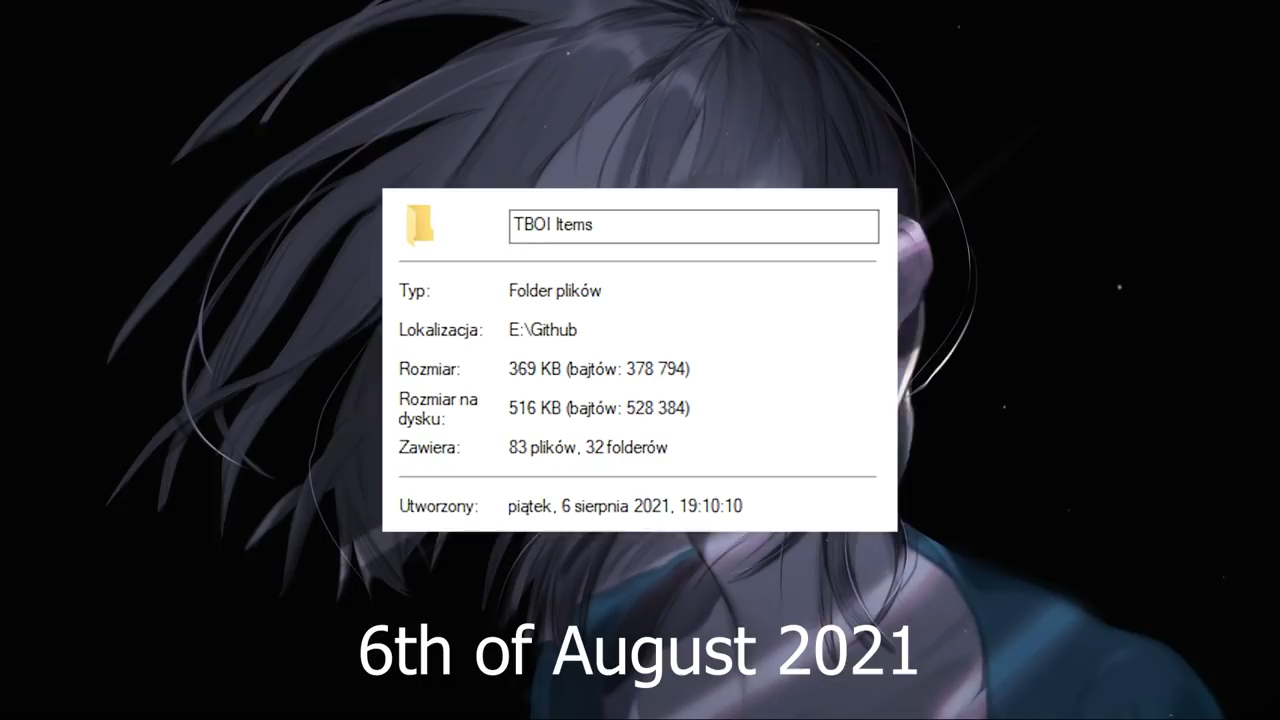 TBOI Items
Typ: Folder plików
Lokalizacja: E:\Github
Rozmiar: 369 KB (bajtów: 378 794)
Rozmiar na dysku: 516 KB (bajtów: 528 384)
Zawiera: 83 plików, 32 folderów
Utworzony: piątek, 6 sierpnia 2021, 19:10:10
6th of August 2021